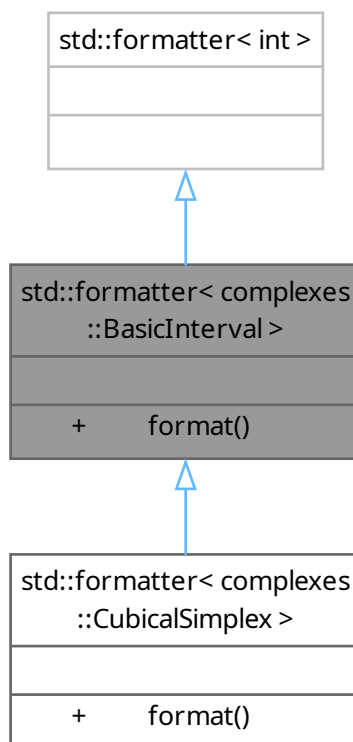 std::formatter< int >
std::formatter< complexes
::BasicInterval >
+ format()
std::formatter< complexes
::CubicalSimplex >
+ format()